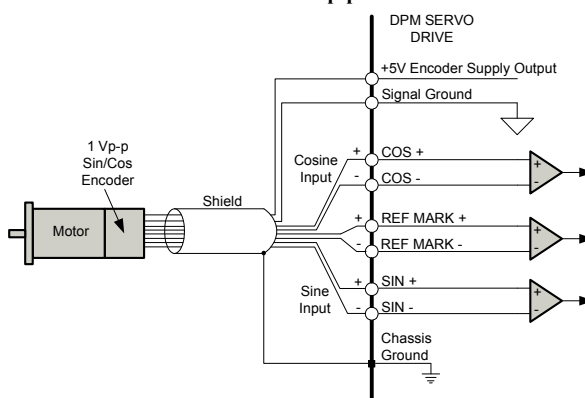 DPM SERVO
DRIVE
+5V Encoder Supply Output
Signal Ground
1 Vp-p
Sin/Cos
Encoder
Shield
Motor
Cosine
Input
+ COS +
- COS -
+ REF MARK +
- REF MARK -
Sine
Input
+ SIN +
- SIN -
+
-
+
-
+
-
Chassis
Ground